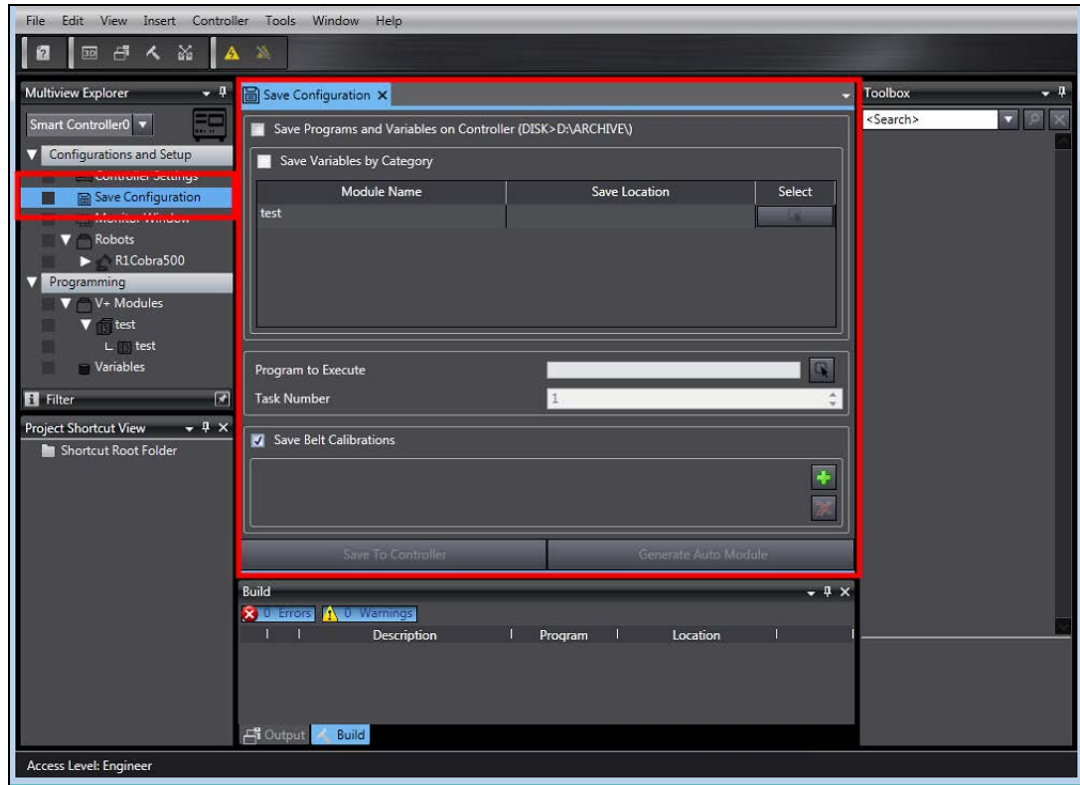 File Edit View Insert Controller Tools Window Help
Multiview Explorer
Smart Controller0
Configurations and Setup
Controller Settings
Save Configuration
Monitor Window
Robots
R1Cobra500
Programming
V+ Modules
test
test
Variables
Filter
Project Shortcut View
Shortcut Root Folder
Save Configuration
Save Programs and Variables on Controller (DISK>D:\ARCHIVE\)
Save Variables by Category
Module Name Save Location Select
test
Program to Execute
Task Number 1
Save Belt Calibrations
Save To Controller Generate Auto Module
Build
0 Errors 0 Warnings
Description Program Location
Output Build
Toolbox
<Search>
Access Level: Engineer